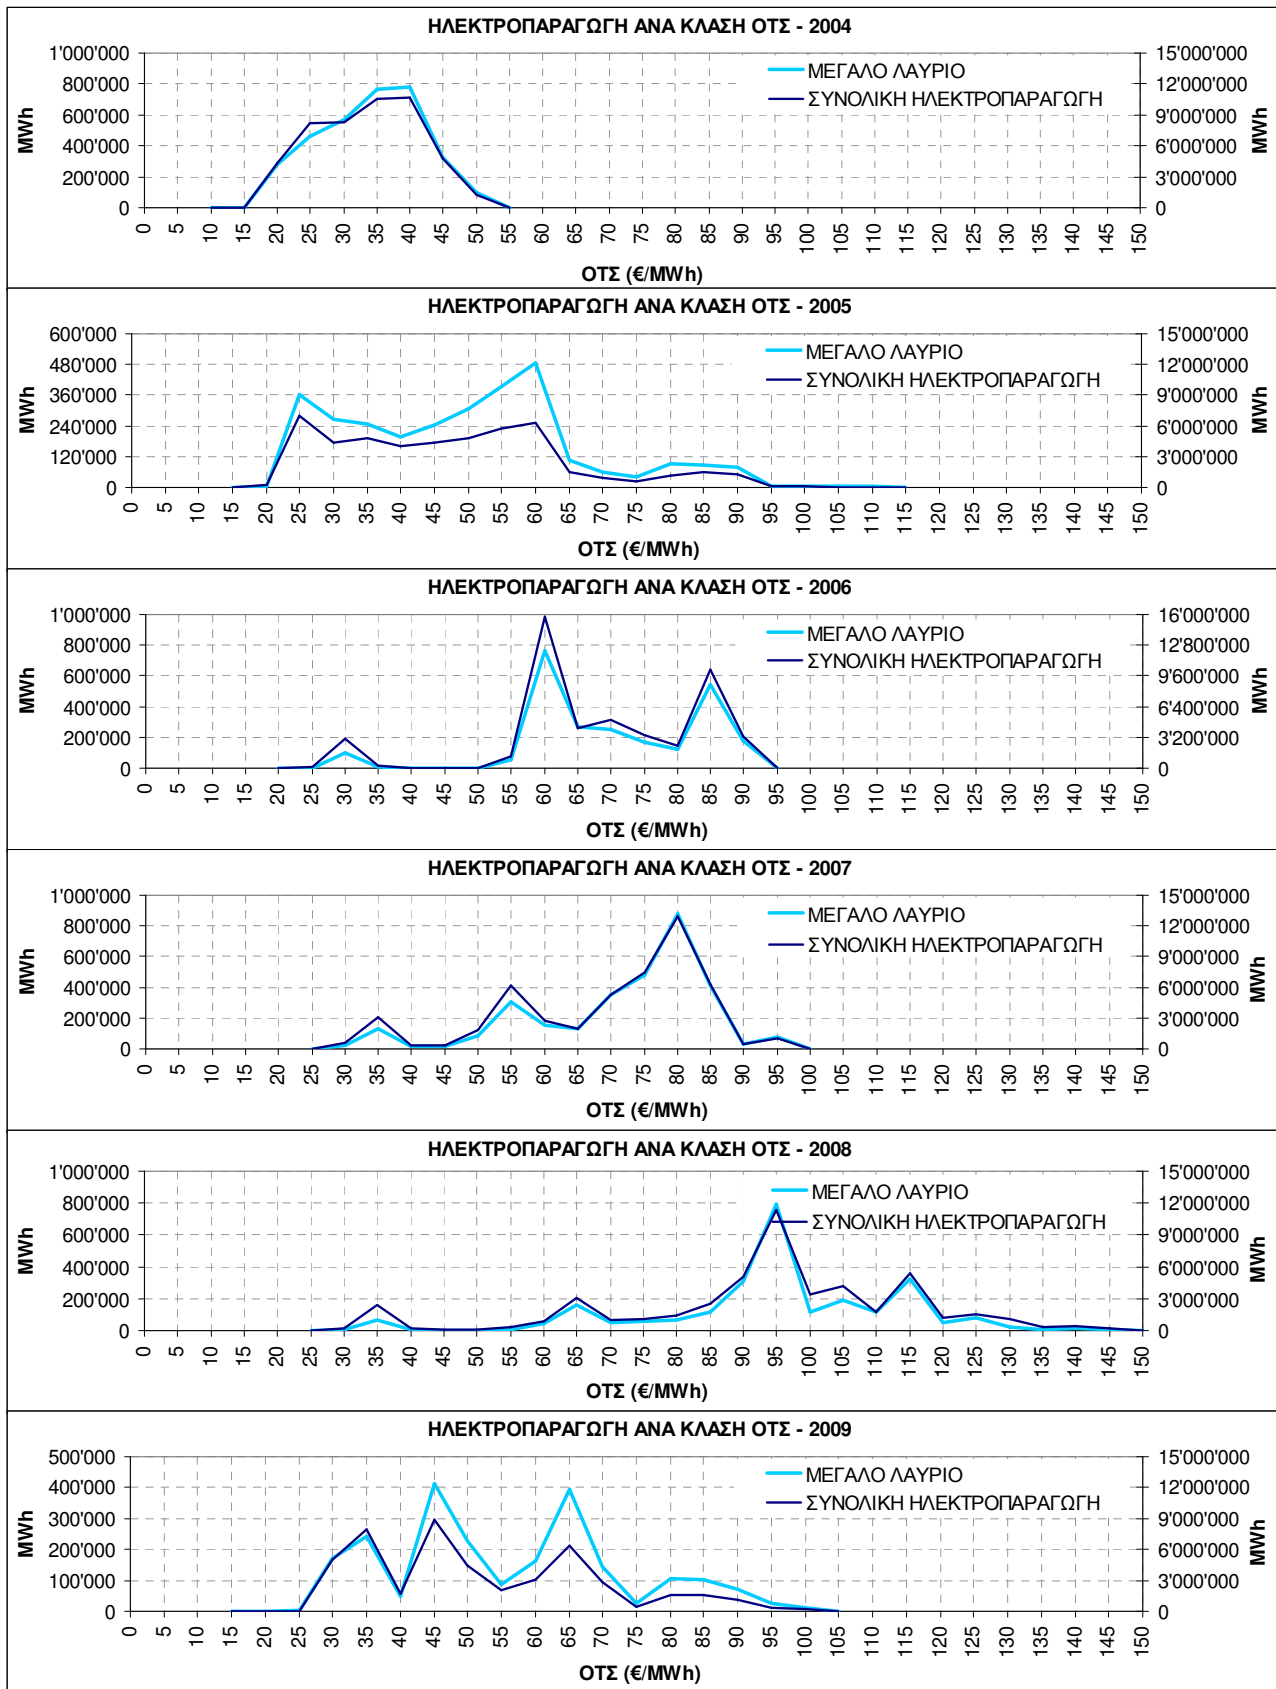 ΗΛΕΚΤΡΟΠΑΡΑΓΩΓΗ ΑΝΑ ΚΛΑΣΗ ΟΤΣ - 2004
1'000'000
800'000
600'000
400'000
200'000
0
MWh
15'000'000
12'000'000
9'000'000
6'000'000
3'000'000
0
MWh
ΜΕΓΑΛΟ ΛΑΥΡΙΟ
ΣΥΝΟΛΙΚΗ ΗΛΕΚΤΡΟΠΑΡΑΓΩΓΗ
0 5 10 15 20 25 30 35 40 45 50 55 60 65 70 75 80 85 90 95 100 105 110 115 120 125 130 135 140 145 150
ΟΤΣ (€/MWh)
ΗΛΕΚΤΡΟΠΑΡΑΓΩΓΗ ΑΝΑ ΚΛΑΣΗ ΟΤΣ - 2005
600'000
480'000
360'000
240'000
120'000
0
MWh
15'000'000
12'000'000
9'000'000
6'000'000
3'000'000
0
MWh
ΜΕΓΑΛΟ ΛΑΥΡΙΟ
ΣΥΝΟΛΙΚΗ ΗΛΕΚΤΡΟΠΑΡΑΓΩΓΗ
0 5 10 15 20 25 30 35 40 45 50 55 60 65 70 75 80 85 90 95 100 105 110 115 120 125 130 135 140 145 150
ΟΤΣ (€/MWh)
ΗΛΕΚΤΡΟΠΑΡΑΓΩΓΗ ΑΝΑ ΚΛΑΣΗ ΟΤΣ - 2006
1'000'000
800'000
600'000
400'000
200'000
0
MWh
16'000'000
12'800'000
9'600'000
6'400'000
3'200'000
0
MWh
ΜΕΓΑΛΟ ΛΑΥΡΙΟ
ΣΥΝΟΛΙΚΗ ΗΛΕΚΤΡΟΠΑΡΑΓΩΓΗ
0 5 10 15 20 25 30 35 40 45 50 55 60 65 70 75 80 85 90 95 100 105 110 115 120 125 130 135 140 145 150
ΟΤΣ (€/MWh)
ΗΛΕΚΤΡΟΠΑΡΑΓΩΓΗ ΑΝΑ ΚΛΑΣΗ ΟΤΣ - 2007
1'000'000
800'000
600'000
400'000
200'000
0
MWh
15'000'000
12'000'000
9'000'000
6'000'000
3'000'000
0
MWh
ΜΕΓΑΛΟ ΛΑΥΡΙΟ
ΣΥΝΟΛΙΚΗ ΗΛΕΚΤΡΟΠΑΡΑΓΩΓΗ
0 5 10 15 20 25 30 35 40 45 50 55 60 65 70 75 80 85 90 95 100 105 110 115 120 125 130 135 140 145 150
ΟΤΣ (€/MWh)
ΗΛΕΚΤΡΟΠΑΡΑΓΩΓΗ ΑΝΑ ΚΛΑΣΗ ΟΤΣ - 2008
1'000'000
800'000
600'000
400'000
200'000
0
MWh
15'000'000
12'000'000
9'000'000
6'000'000
3'000'000
0
MWh
ΜΕΓΑΛΟ ΛΑΥΡΙΟ
ΣΥΝΟΛΙΚΗ ΗΛΕΚΤΡΟΠΑΡΑΓΩΓΗ
0 5 10 15 20 25 30 35 40 45 50 55 60 65 70 75 80 85 90 95 100 105 110 115 120 125 130 135 140 145 150
ΟΤΣ (€/MWh)
ΗΛΕΚΤΡΟΠΑΡΑΓΩΓΗ ΑΝΑ ΚΛΑΣΗ ΟΤΣ - 2009
500'000
400'000
300'000
200'000
100'000
0
MWh
15'000'000
12'000'000
9'000'000
6'000'000
3'000'000
0
MWh
ΜΕΓΑΛΟ ΛΑΥΡΙΟ
ΣΥΝΟΛΙΚΗ ΗΛΕΚΤΡΟΠΑΡΑΓΩΓΗ
0 5 10 15 20 25 30 35 40 45 50 55 60 65 70 75 80 85 90 95 100 105 110 115 120 125 130 135 140 145 150
ΟΤΣ (€/MWh)